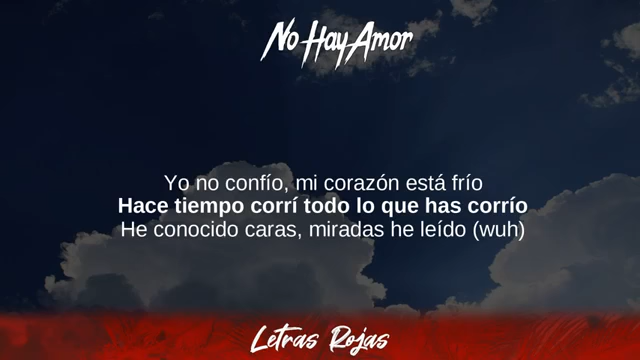 No Hay Amor
Yo no confío, mi corazón está frío
Hace tiempo corrí todo lo que has corrío
He conocido caras, miradas he leído (wuh)
Letras Rojas